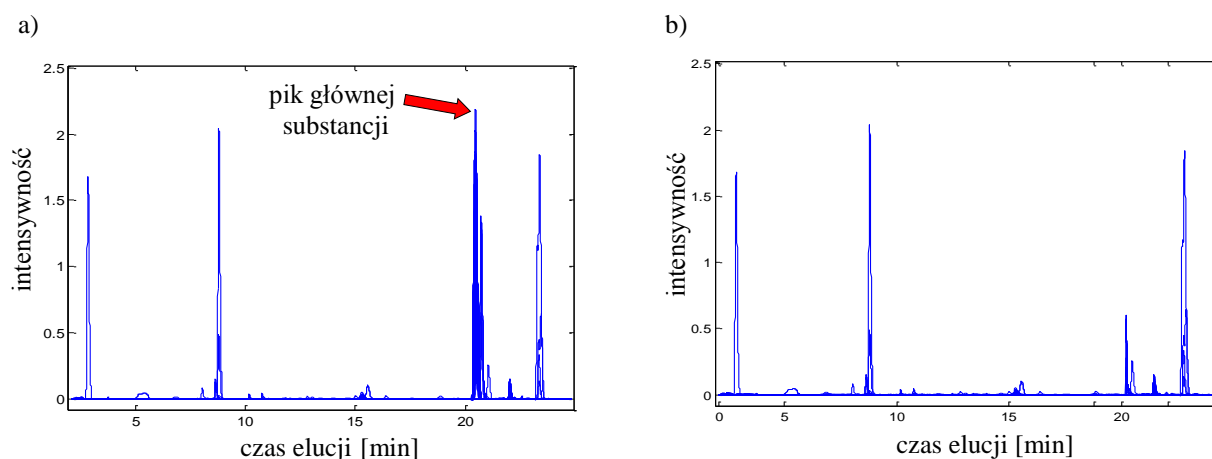 a)
2.5
2
1.5
1
0.5
0
5
10
15
20
intensywność
czas elucji [min]
pik głównej
substancji
b)
2.5
2
1.5
1
0.5
0
0
5
10
15
20
intensywność
czas elucji [min]